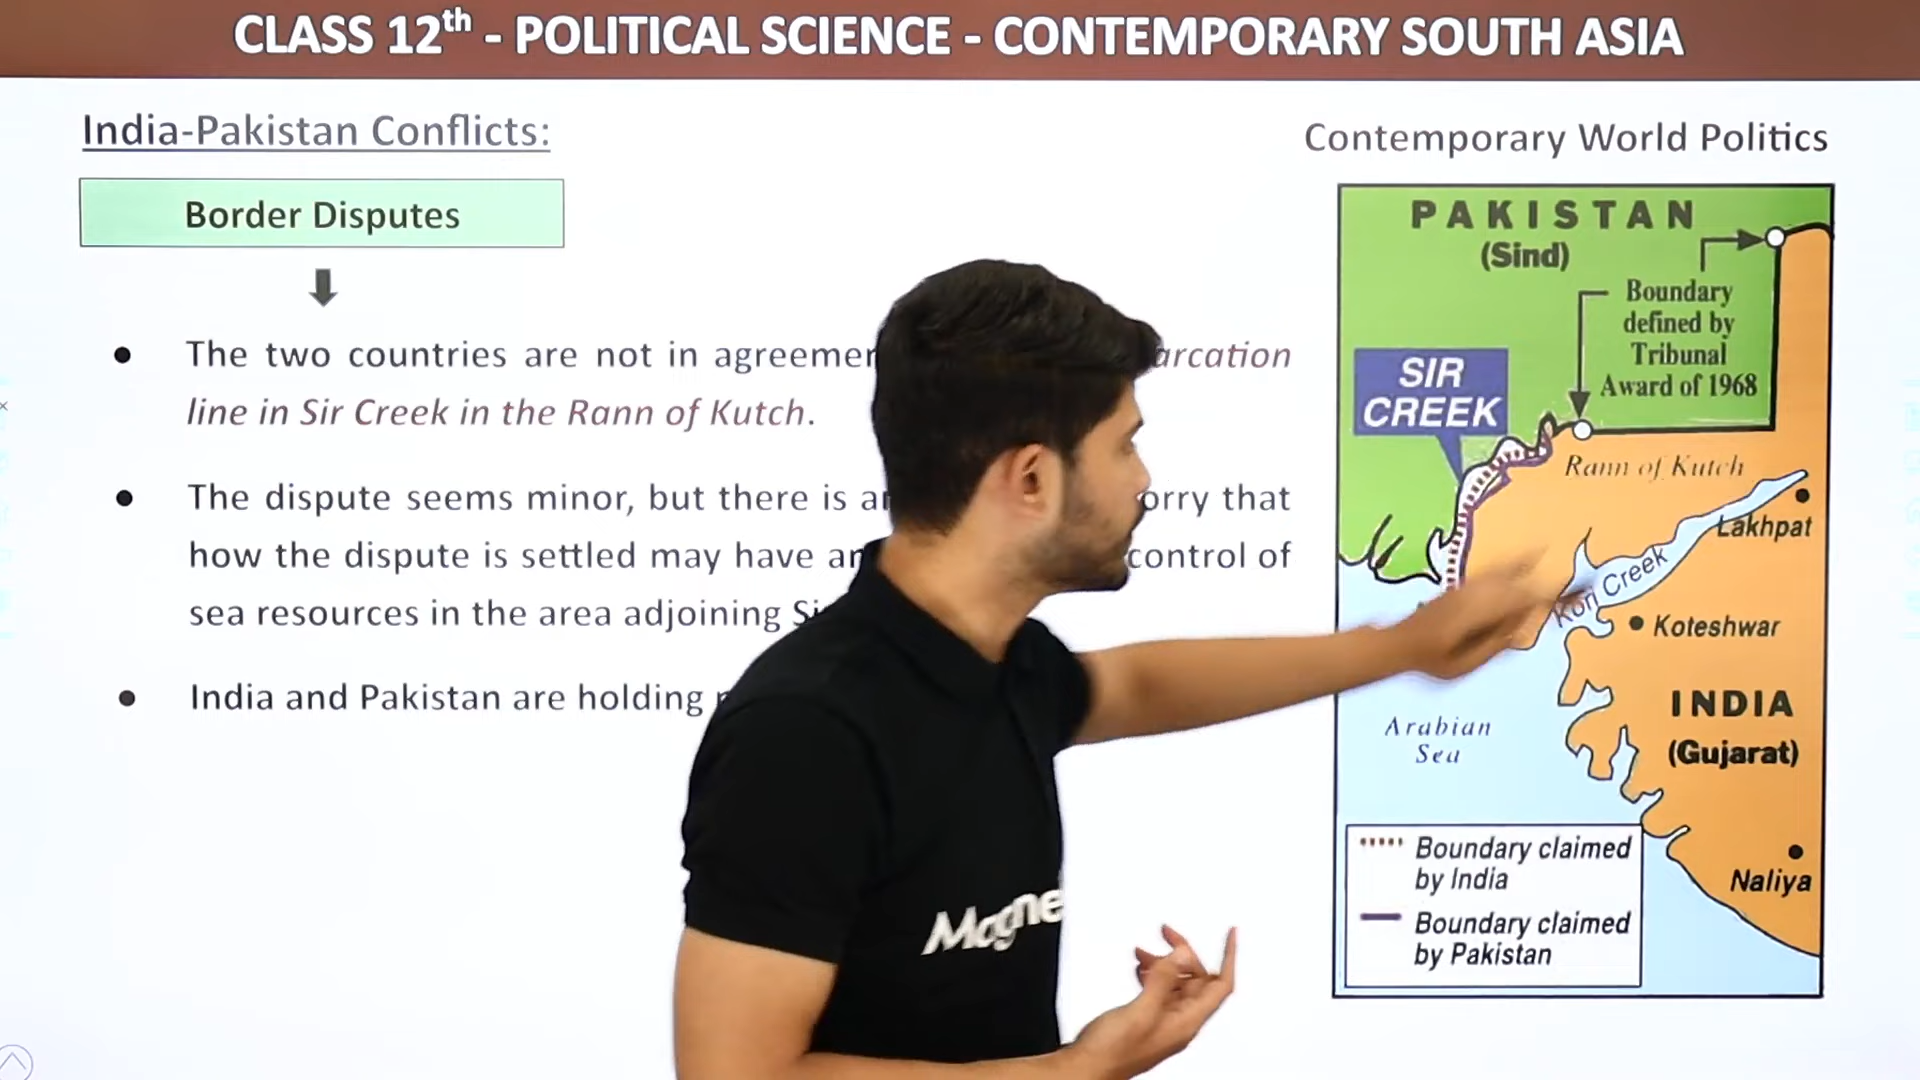 CLASS 12th - POLITICAL SCIENCE - CONTEMPORARY SOUTH ASIA
India-Pakistan Conflicts:
Border Disputes
● The two countries are not in
line in Sir Creek in the Rann of Kutch.
● The dispute seems minor, but there is that
how the dispute is settled may have control of
sea resources in the area adjoining
● India and Pakistan are holding
Contemporary World Politics
PAKISTAN
(Sind)
Boundary
defined by
Tribunal
Award of 1968
SIR
CREEK
Rann of Kutch
Lakhpat
Kori Creek
Koteshwar
INDIA
(Gujarat)
Arabian
Sea
Naliya
Boundary claimed
by India
Boundary claimed
by Pakistan